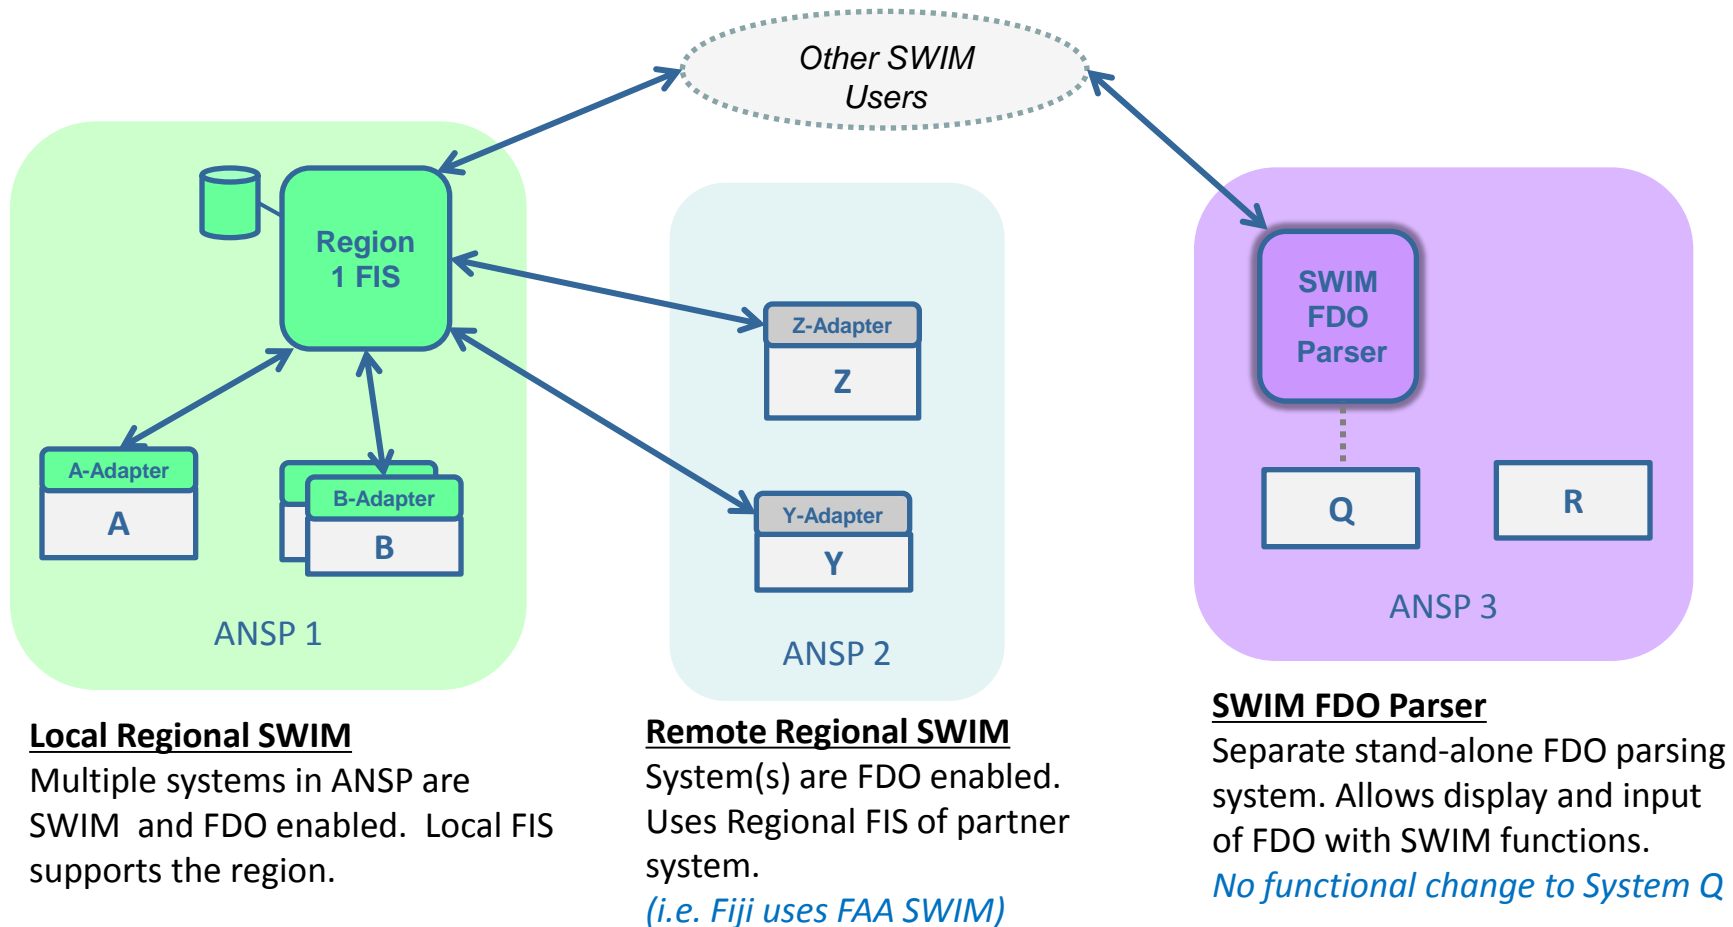 Other SWIM
Users
Region
1 FIS
A-Adapter
A
B-Adapter
B
ANSP 1
Z-Adapter
Z
Y-Adapter
Y
ANSP 2
SWIM
FDO
Parser
Q
R
ANSP 3
Local Regional SWIM
Multiple systems in ANSP are
SWIM  and FDO enabled.  Local FIS
supports the region.
Remote Regional SWIM
System(s) are FDO enabled.
Uses Regional FIS of partner
system.
(i.e. Fiji uses FAA SWIM)
SWIM FDO Parser
Separate stand-alone FDO parsing
system. Allows display and input
of FDO with SWIM functions.
No functional change to System Q